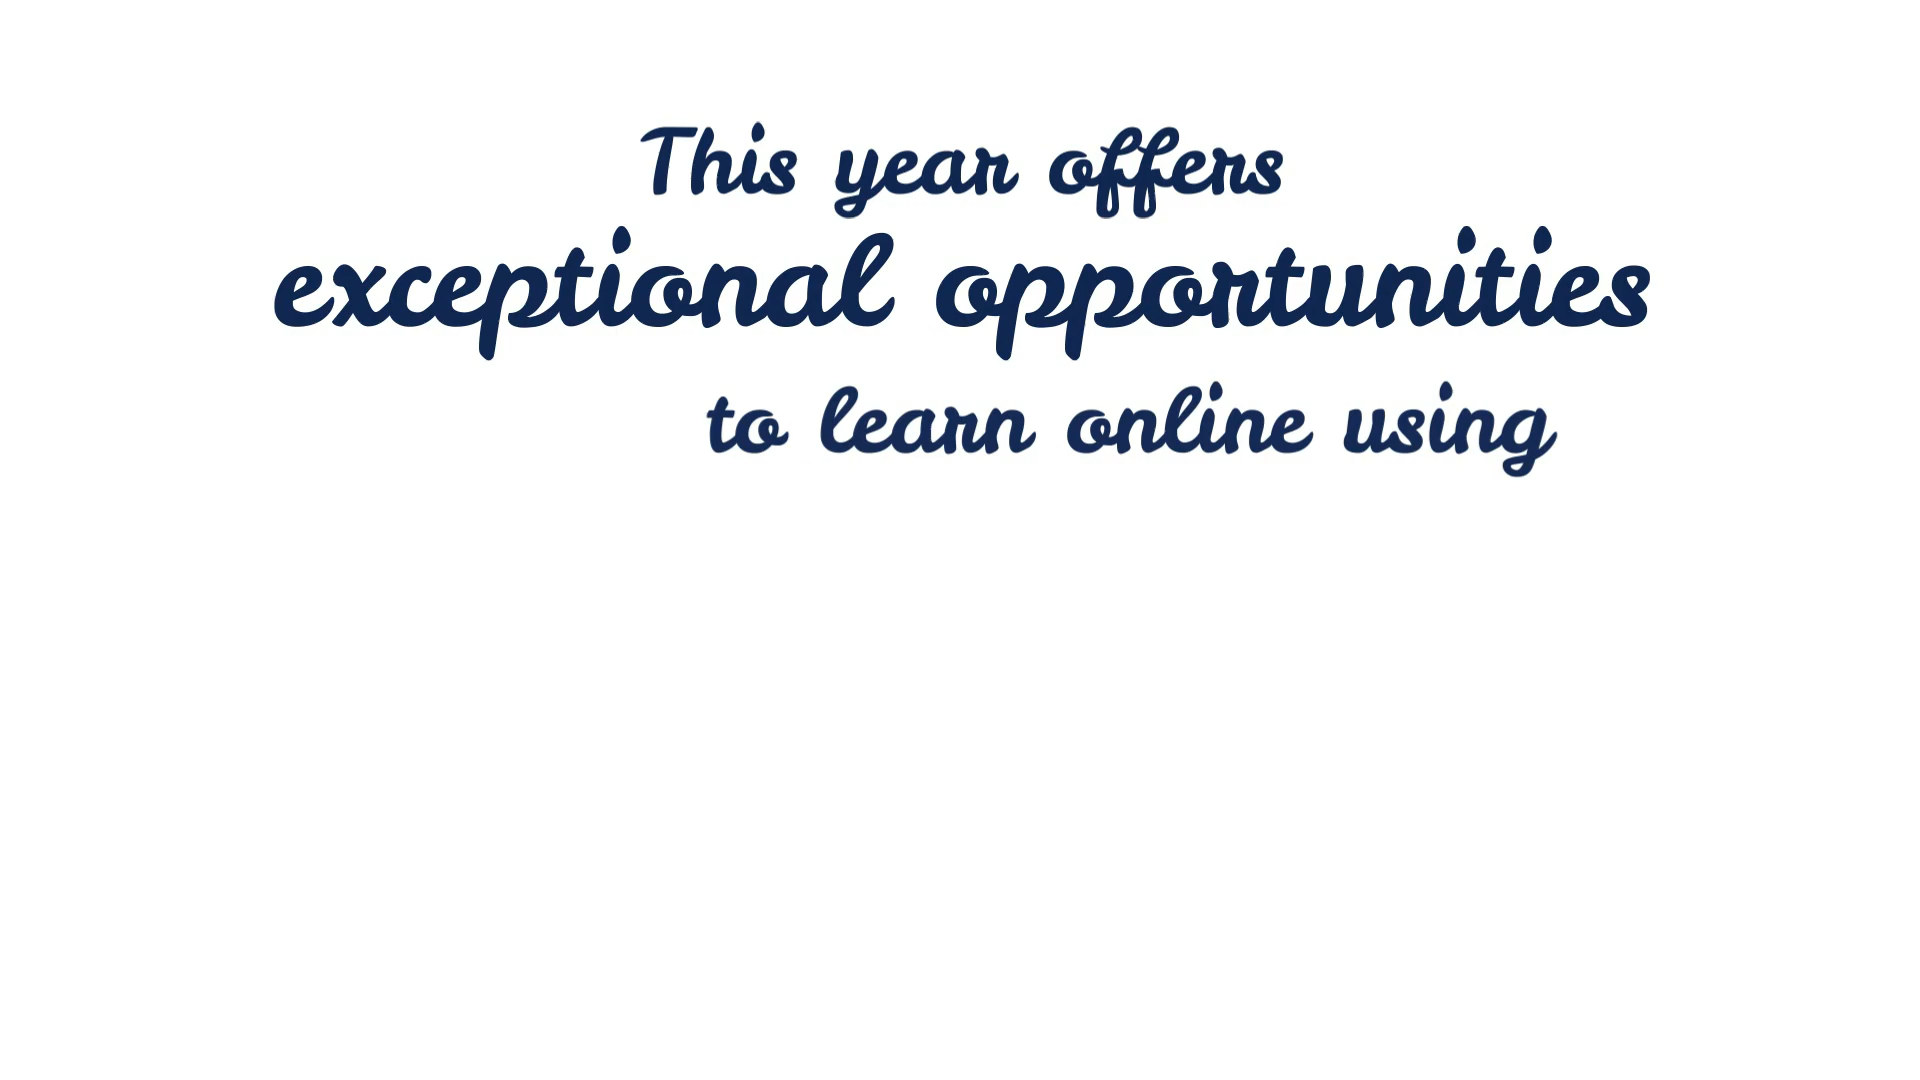 This year offers
exceptional opportunities
to learn online using